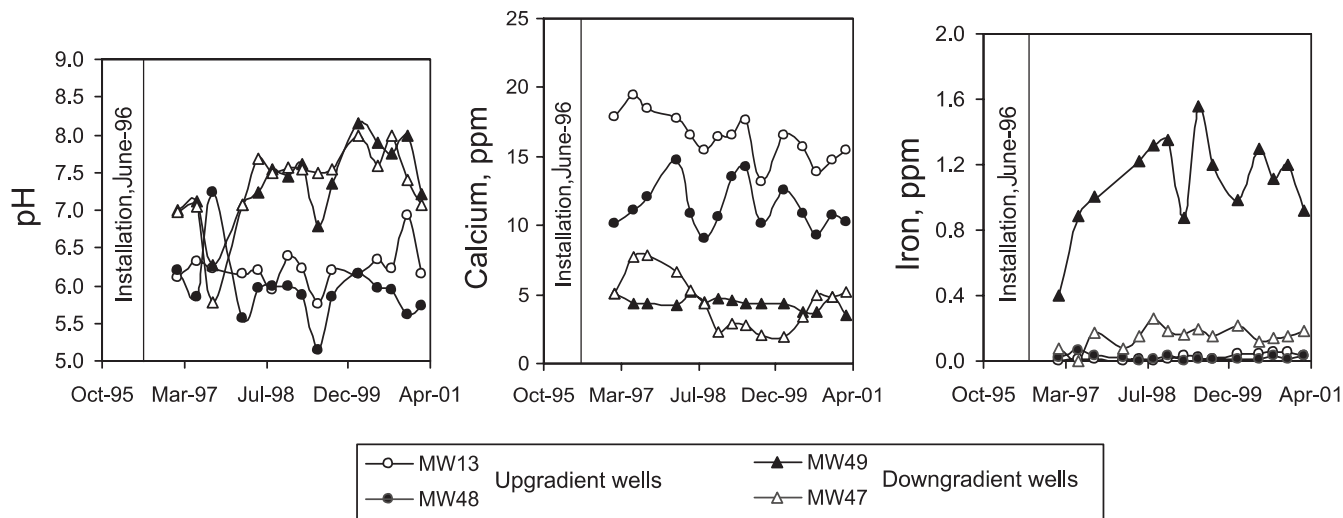 pH
9.0
8.5
8.0
7.5
7.0
6.5
6.0
5.5
5.0
Installation,June-96
Oct-95 Mar-97 Jul-98 Dec-99 Apr-01
Calcium, ppm
25
20
15
10
5
0
Installation,June-96
Oct-95 Mar-97 Jul-98 Dec-99 Apr-01
Iron, ppm
2.0
1.6
1.2
0.8
0.4
0.0
Installation,June-96
Oct-95 Mar-97 Jul-98 Dec-99 Apr-01
MW13
MW48
Upgradient wells
MW49
MW47
Downgradient wells